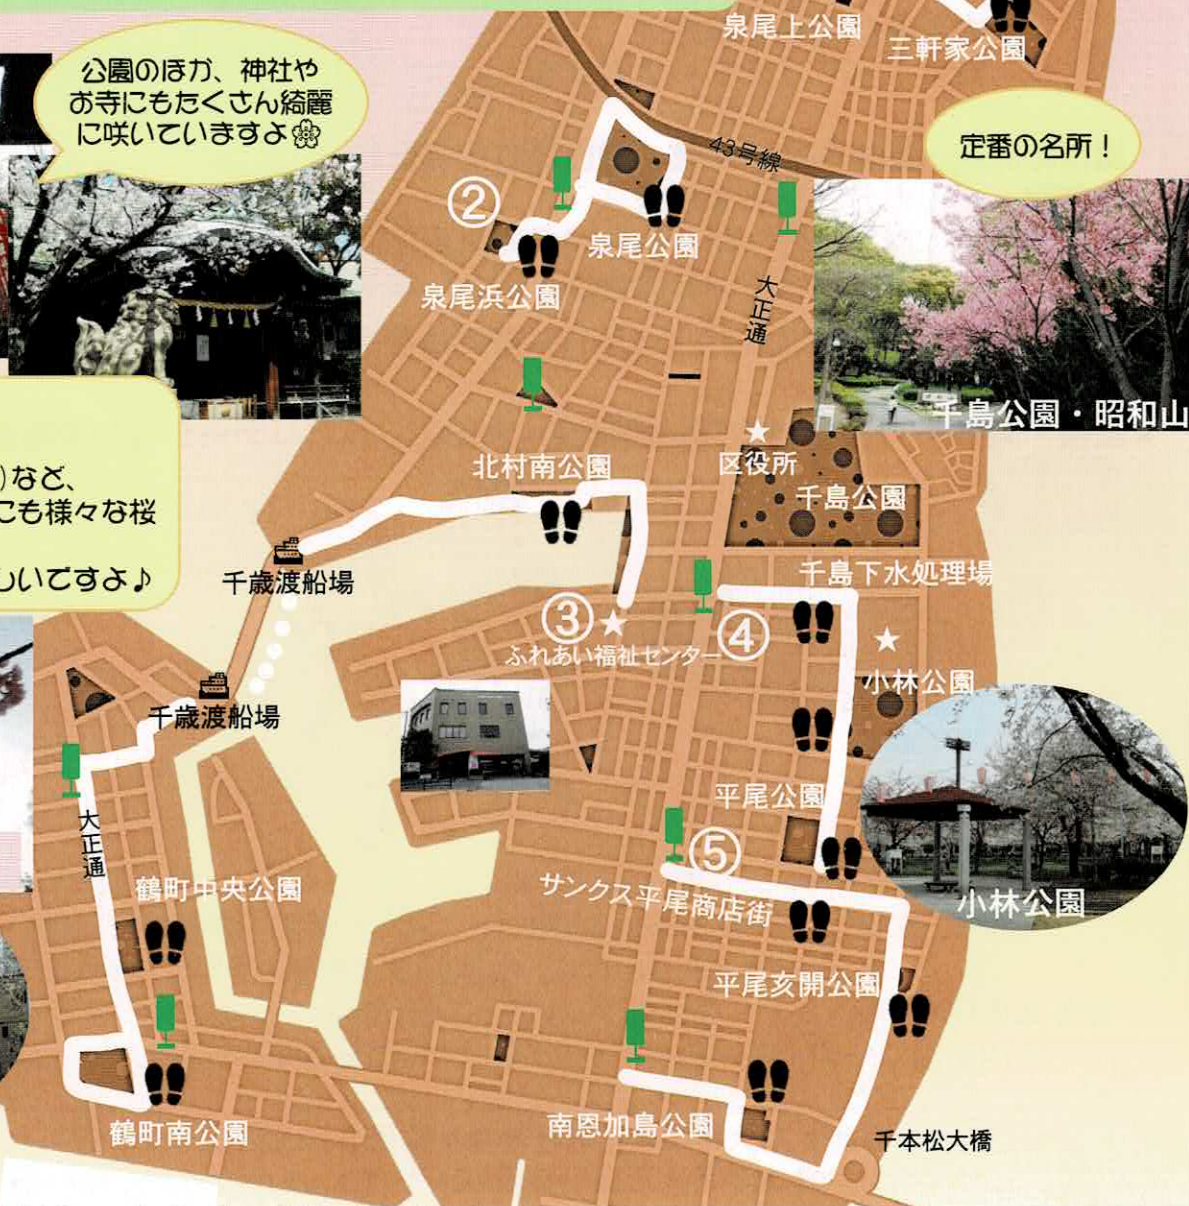 泉尾上公園
三軒家公園
公園のほか、神社や
お寺にもたくさん綺麗
に咲いていますよ
定番の名所！
43号線
②
泉尾公園
泉尾浜公園
大正通
千島公園・昭和山
)など、
にも様々な桜
しいですよ♪
北村南公園
区役所
千島公園
千歳渡船場
千島下水処理場
③
④
ふれあい福祉センター
小林公園
千歳渡船場
平尾公園
大正通
⑤
鶴町中央公園
サンクス平尾商店街
小林公園
平尾亥開公園
鶴町南公園
南恩加島公園
千本松大橋